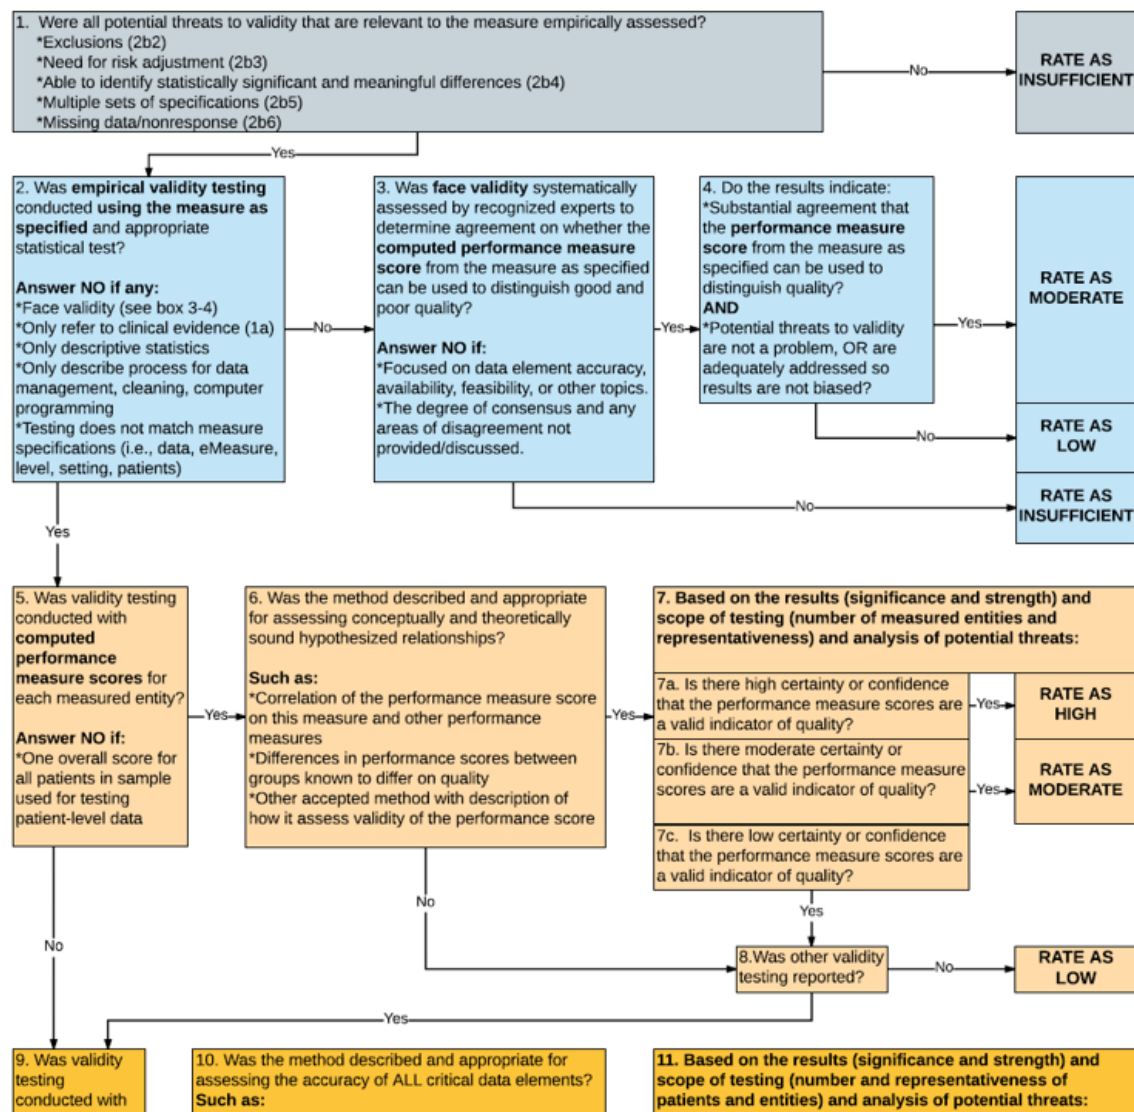 1. Were all potential threats to validity that are relevant to the measure empirically assessed?
*Exclusions (2b2)
*Need for risk adjustment (2b3)
*Able to identify statistically significant and meaningful differences (2b4)
*Multiple sets of specifications (2b5)
*Missing data/nonresponse (2b6)
No
RATE AS
INSUFFICIENT
Yes
2. Was empirical validity testing
conducted using the measure as
specified and appropriate
statistical test?
Answer NO if any:
*Face validity (see box 3-4)
*Only refer to clinical evidence (1a)
*Only descriptive statistics
*Only describe process for data
management, cleaning, computer
programming
*Testing does not match measure
specifications (i.e., data, eMeasure,
level, setting, patients)
No
3. Was face validity systematically
assessed by recognized experts to
determine agreement on whether the
computed performance measure
score from the measure as specified
can be used to distinguish good and
poor quality?
Answer NO if:
*Focused on data element accuracy,
availability, feasibility, or other topics.
*The degree of consensus and any
areas of disagreement not
provided/discussed.
Yes
4. Do the results indicate:
*Substantial agreement that
the performance measure
score from the measure as
specified can be used to
distinguish quality?
AND
*Potential threats to validity
are not a problem, OR are
adequately addressed so
results are not biased?
Yes
RATE AS
MODERATE
No
RATE AS
LOW
No
RATE AS
INSUFFICIENT
Yes
5. Was validity testing
conducted with
computed
performance
measure scores for
each measured entity?
Answer NO if:
*One overall score for
all patients in sample
used for testing
patient-level data
Yes
6. Was the method described and appropriate
for assessing conceptually and theoretically
sound hypothesized relationships?
Such as:
*Correlation of the performance measure score
on this measure and other performance
measures
*Differences in performance scores between
groups known to differ on quality
*Other accepted method with description of
how it assess validity of the performance score
Yes
7. Based on the results (significance and strength) and
scope of testing (number of measured entities and
representativeness) and analysis of potential threats:
7a. Is there high certainty or confidence
that the performance measure scores are
a valid indicator of quality?
Yes
RATE AS
HIGH
7b. Is there moderate certainty or
confidence that the performance measure
scores are a valid indicator of quality?
Yes
RATE AS
MODERATE
7c. Is there low certainty or confidence
that the performance measure scores are
a valid indicator of quality?
Yes
No
No
8.Was other validity
testing reported?
No
RATE AS
LOW
Yes
9. Was validity
testing
conducted with
10. Was the method described and appropriate for
assessing the accuracy of ALL critical data elements?
Such as:
11. Based on the results (significance and strength) and
scope of testing (number and representativeness of
patients and entities) and analysis of potential threats: